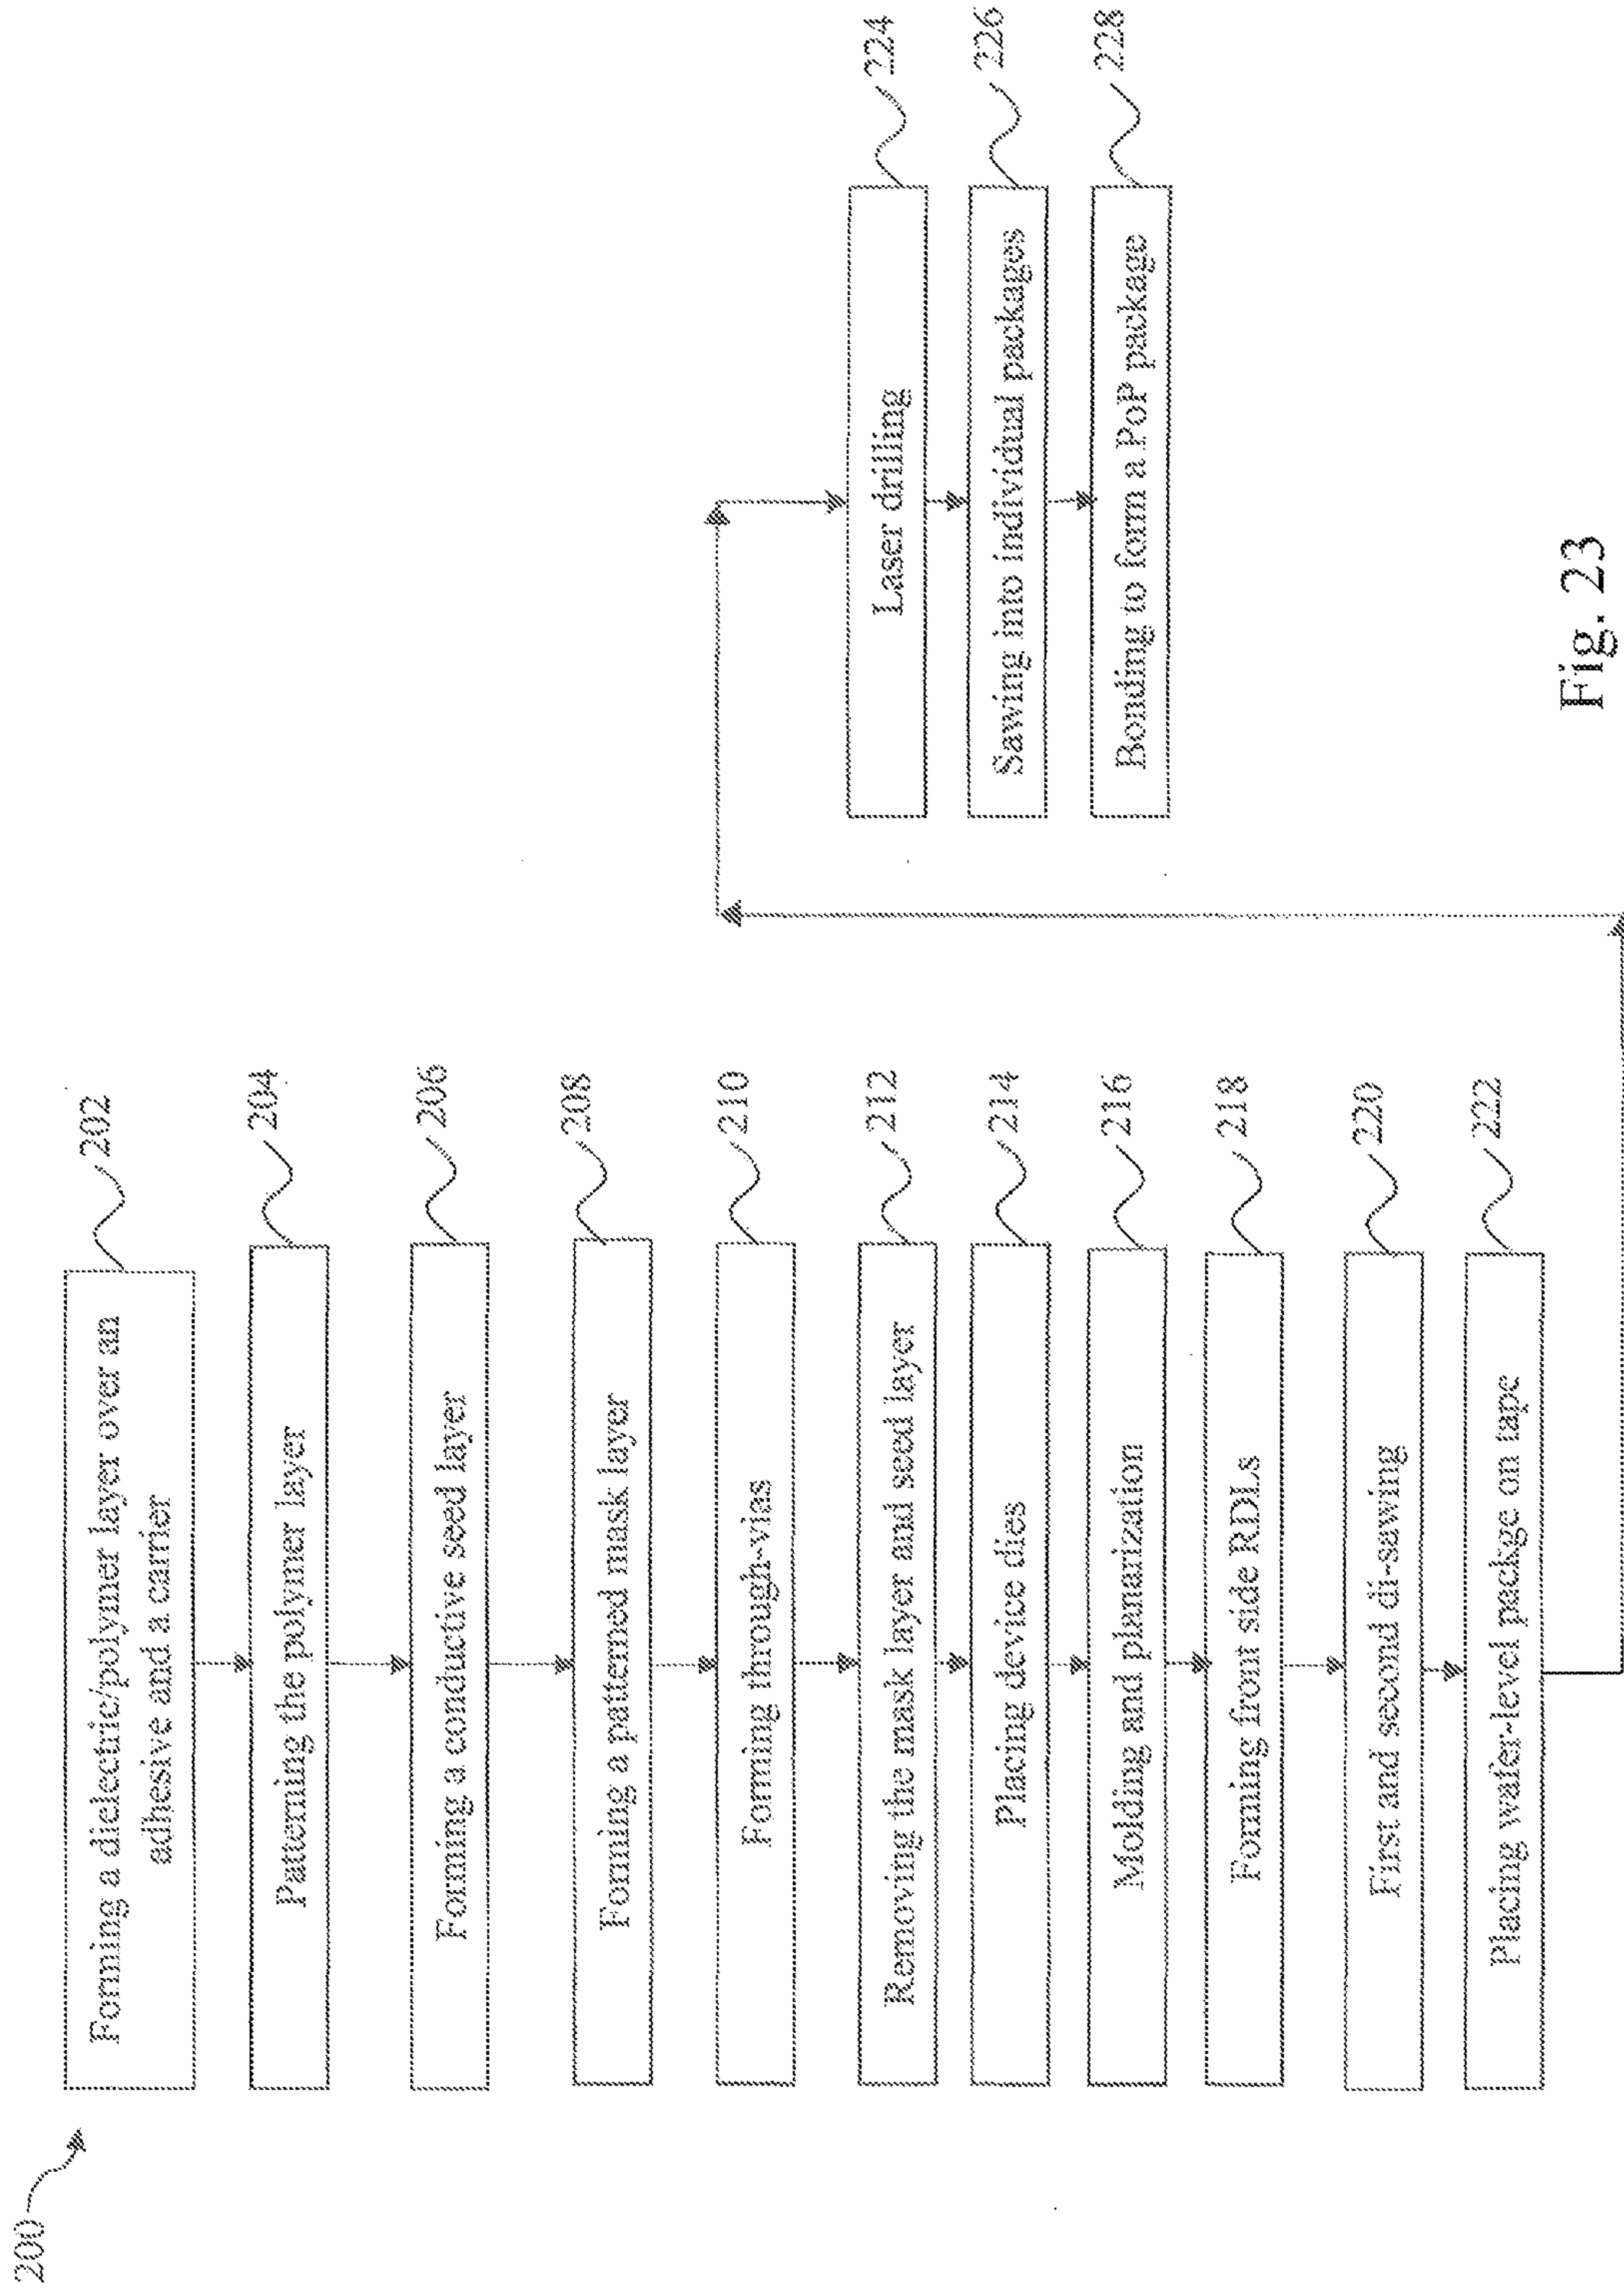 200
Forming a dielectric/polymer layer over an
adhesive and a carrier
202
Patterning the polymer layer
204
Forming a conductive seed layer
206
Forming a patterned mask layer
208
Forming through-vias
210
Removing the mask layer and seed layer
212
Placing device dies
214
Molding and planarization
216
Forming front side RDLs
218
First and second di-sawing
220
Placing wafer-level packge on tape
222
Laser drilling
224
Sawing into individual packages
226
Bonding to form a PoP package
228
Fig. 23